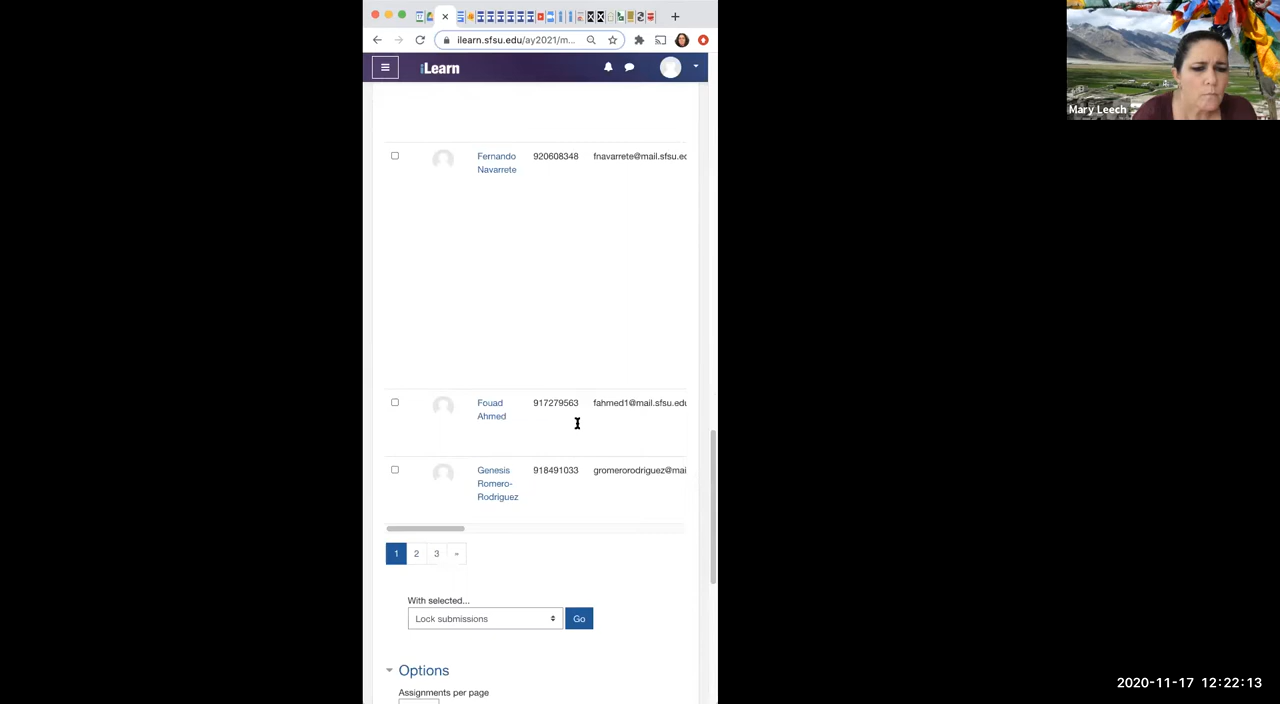 ilearn.sfsu.edu/ay2021/m...
iLearn
Mary Leech
Fernando
Navarrete
920608348
fnavarrete@mail.sfsu.ec
Fouad
Ahmed
917279563
fahmed1@mail.sfsu.edu
Genesis
Romero-
Rodriguez
918491033
gromerorodriguez@mai
1 2 3 »
With selected...
Lock submissions
Go
Options
Assignments per page
2020-11-17 12:22:13